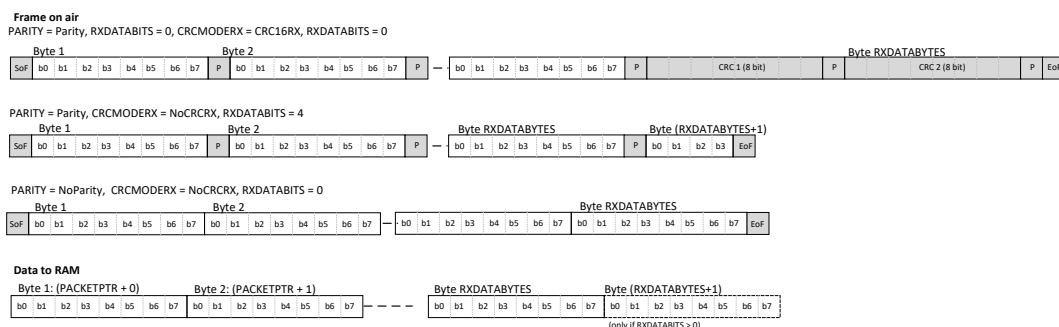 Frame on air
PARITY = Parity, RXDATABITS = 0, CRCMODERX = CRC16RX, RXDATABITS = 0
Byte 1 Byte 2 Byte RXDATABYTES
SoF b0 b1 b2 b3 b4 b5 b6 b7 P b0 b1 b2 b3 b4 b5 b6 b7 P b0 b1 b2 b3 b4 b5 b6 b7 P CRC 1 (8 bit) P CRC 2 (8 bit) P EoF
PARITY = Parity, CRCMODERX = NoCRCRX, RXDATABITS = 4
Byte 1 Byte 2 Byte RXDATABYTES Byte (RXDATABYTES+1)
SoF b0 b1 b2 b3 b4 b5 b6 b7 P b0 b1 b2 b3 b4 b5 b6 b7 P b0 b1 b2 b3 b4 b5 b6 b7 P b0 b1 b2 b3 EoF
PARITY = NoParity, CRCMODERX = NoCRCRX, RXDATABITS = 0
Byte 1 Byte 2 Byte RXDATABYTES
SoF b0 b1 b2 b3 b4 b5 b6 b7 b0 b1 b2 b3 b4 b5 b6 b7 b0 b1 b2 b3 b4 b5 b6 b7 b0 b1 b2 b3 b4 b5 b6 b7 EoF
Data to RAM
Byte 1: (PACKETPTR + 0) Byte 2: (PACKETPTR + 1) Byte RXDATABYTES Byte (RXDATABYTES+1)
b0 b1 b2 b3 b4 b5 b6 b7 b0 b1 b2 b3 b4 b5 b6 b7 b0 b1 b2 b3 b4 b5 b6 b7 b0 b1 b2 b3 b4 b5 b6 b7
(only if RXDATABITS > 0)